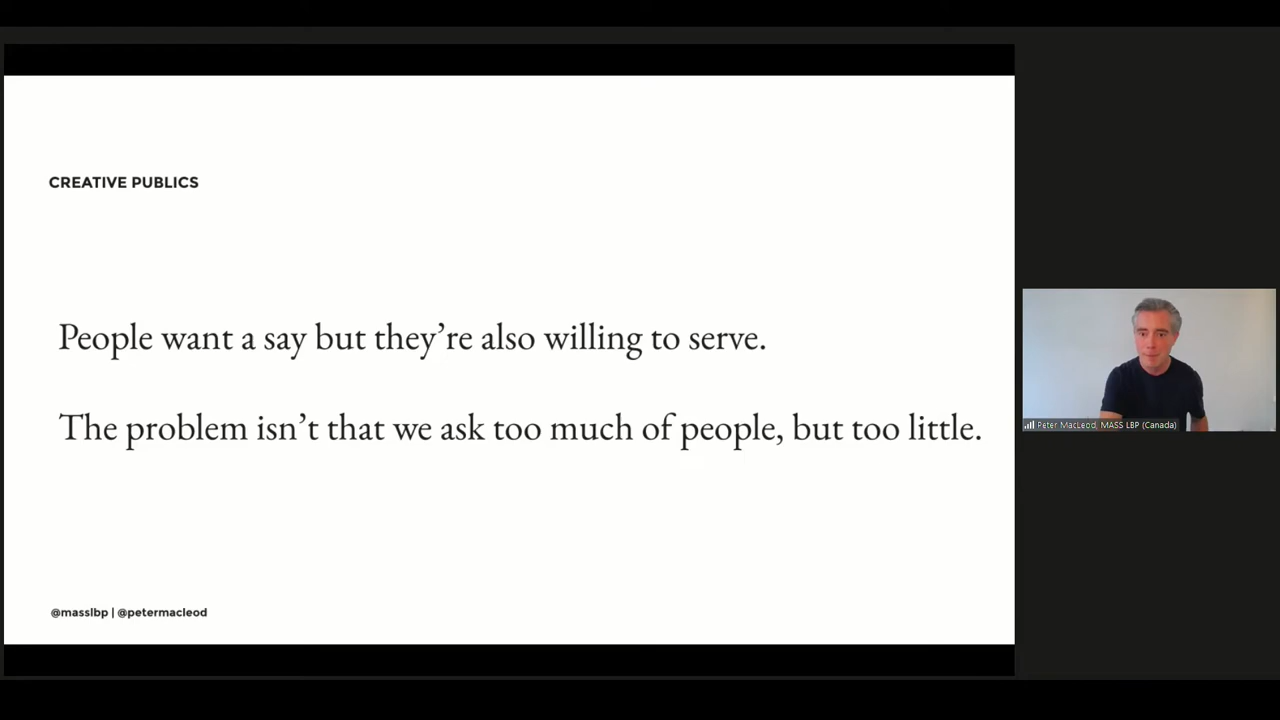 CREATIVE PUBLICS
People want a say but they’re also willing to serve.
The problem isn’t that we ask too much of people, but too little.
@masslbp | @petermacleod
Peter MacLeod, MASS LBP (Canada)